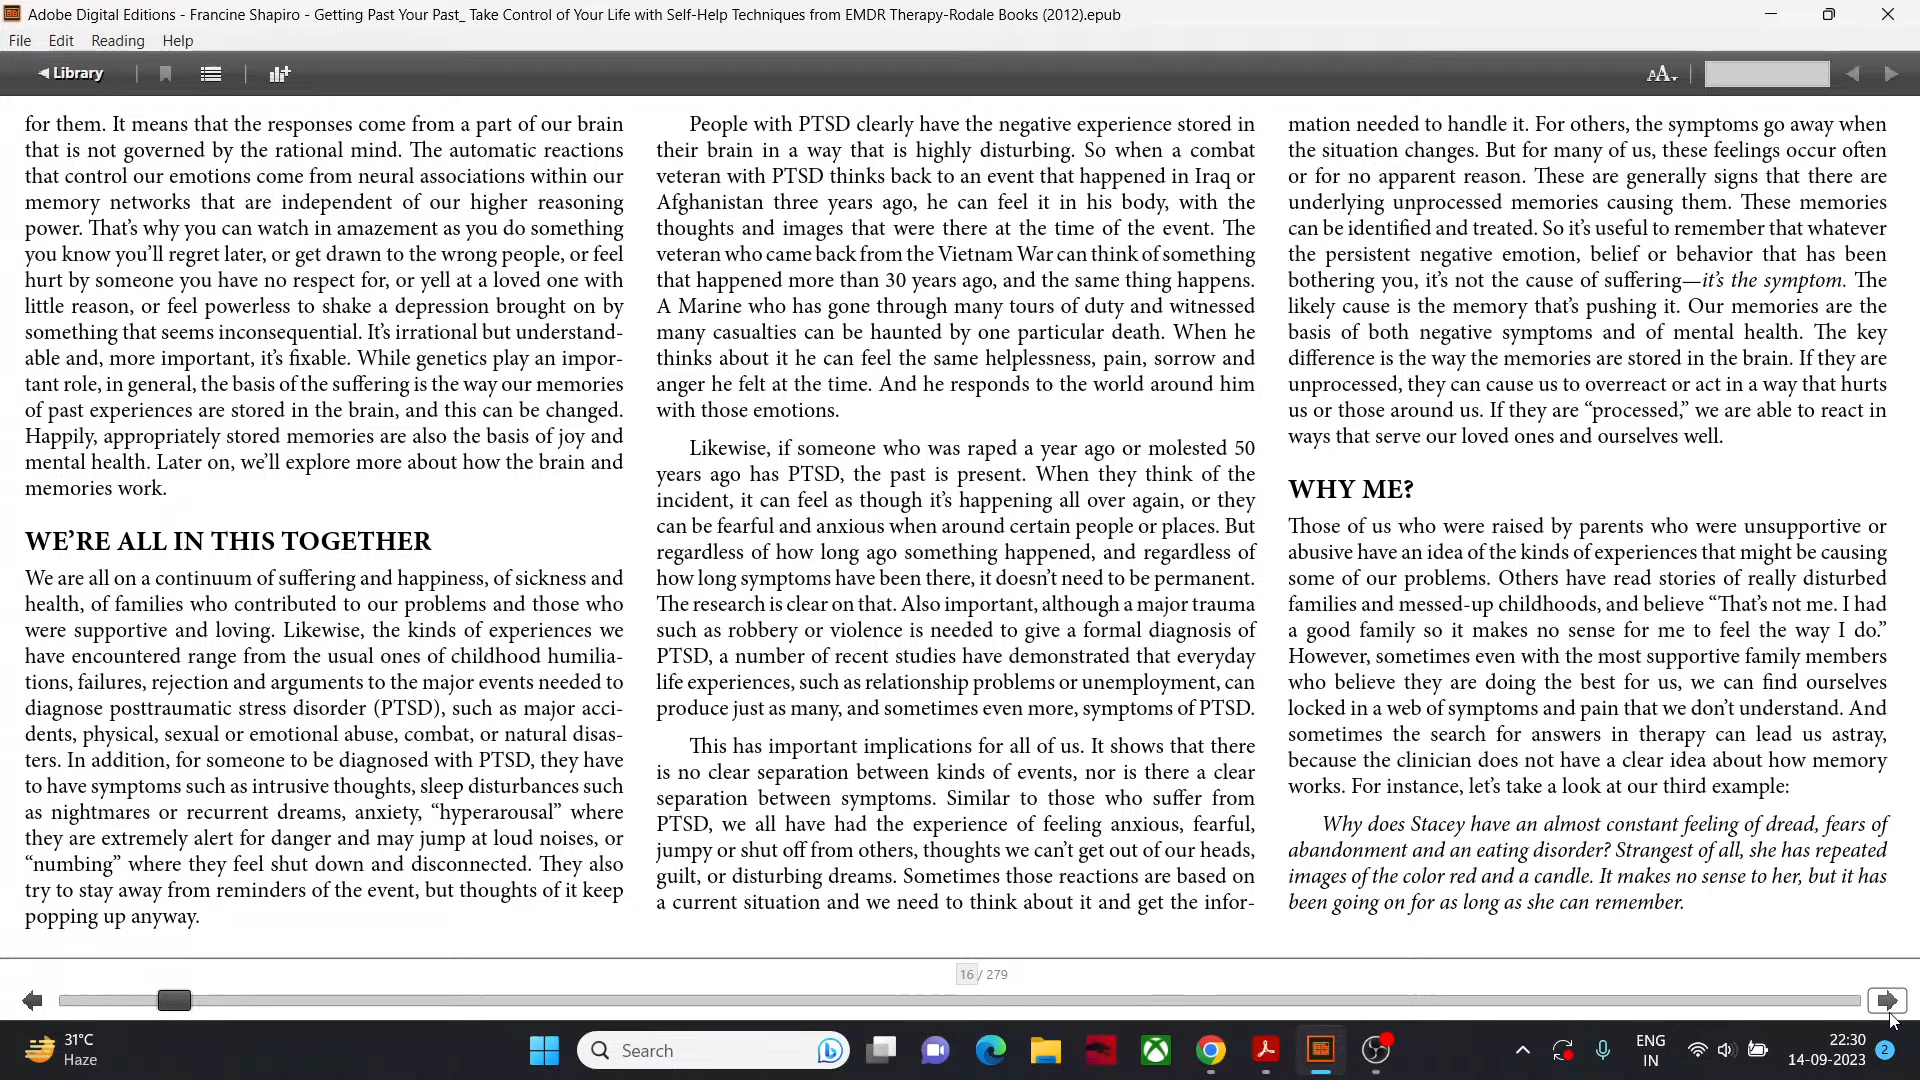 Adobe Digital Editions - Francine Shapiro - Getting Past Your Past_ Take Control of Your Life with Self-Help Techniques from EMDR Therapy-Rodale Books (2012).epub
File Edit Reading Help
Library
AA
for them. It means that the responses come from a part of our brain
that is not governed by the rational mind. The automatic reactions
that control our emotions come from neural associations within our
memory networks that are independent of our higher reasoning
power. That’s why you can watch in amazement as you do something
you know you’ll regret later, or get drawn to the wrong people, or feel
hurt by someone you have no respect for, or yell at a loved one with
little reason, or feel powerless to shake a depression brought on by
something that seems inconsequential. It’s irrational but understand-
able and, more important, it’s fixable. While genetics play an impor-
tant role, in general, the basis of the suffering is the way our memories
of past experiences are stored in the brain, and this can be changed.
Happily, appropriately stored memories are also the basis of joy and
mental health. Later on, we’ll explore more about how the brain and
memories work.
WE’RE ALL IN THIS TOGETHER
We are all on a continuum of suffering and happiness, of sickness and
health, of families who contributed to our problems and those who
were supportive and loving. Likewise, the kinds of experiences we
have encountered range from the usual ones of childhood humilia-
tions, failures, rejection and arguments to the major events needed to
diagnose posttraumatic stress disorder (PTSD), such as major acci-
dents, physical, sexual or emotional abuse, combat, or natural disas-
ters. In addition, for someone to be diagnosed with PTSD, they have
to have symptoms such as intrusive thoughts, sleep disturbances such
as nightmares or recurrent dreams, anxiety, “hyperarousal” where
they are extremely alert for danger and may jump at loud noises, or
“numbing” where they feel shut down and disconnected. They also
try to stay away from reminders of the event, but thoughts of it keep
popping up anyway.
People with PTSD clearly have the negative experience stored in
their brain in a way that is highly disturbing. So when a combat
veteran with PTSD thinks back to an event that happened in Iraq or
Afghanistan three years ago, he can feel it in his body, with the
thoughts and images that were there at the time of the event. The
veteran who came back from the Vietnam War can think of something
that happened more than 30 years ago, and the same thing happens.
A Marine who has gone through many tours of duty and witnessed
many casualties can be haunted by one particular death. When he
thinks about it he can feel the same helplessness, pain, sorrow and
anger he felt at the time. And he responds to the world around him
with those emotions.
Likewise, if someone who was raped a year ago or molested 50
years ago has PTSD, the past is present. When they think of the
incident, it can feel as though it’s happening all over again, or they
can be fearful and anxious when around certain people or places. But
regardless of how long ago something happened, and regardless of
how long symptoms have been there, it doesn’t need to be permanent.
The research is clear on that. Also important, although a major trauma
such as robbery or violence is needed to give a formal diagnosis of
PTSD, a number of recent studies have demonstrated that everyday
life experiences, such as relationship problems or unemployment, can
produce just as many, and sometimes even more, symptoms of PTSD.
This has important implications for all of us. It shows that there
is no clear separation between kinds of events, nor is there a clear
separation between symptoms. Similar to those who suffer from
PTSD, we all have had the experience of feeling anxious, fearful,
jumpy or shut off from others, thoughts we can’t get out of our heads,
guilt, or disturbing dreams. Sometimes those reactions are based on
a current situation and we need to think about it and get the infor-
mation needed to handle it. For others, the symptoms go away when
the situation changes. But for many of us, these feelings occur often
or for no apparent reason. These are generally signs that there are
underlying unprocessed memories causing them. These memories
can be identified and treated. So it’s useful to remember that whatever
the persistent negative emotion, belief or behavior that has been
bothering you, it’s not the cause of suffering—it’s the symptom. The
likely cause is the memory that’s pushing it. Our memories are the
basis of both negative symptoms and of mental health. The key
difference is the way the memories are stored in the brain. If they are
unprocessed, they can cause us to overreact or act in a way that hurts
us or those around us. If they are “processed,” we are able to react in
ways that serve our loved ones and ourselves well.
WHY ME?
Those of us who were raised by parents who were unsupportive or
abusive have an idea of the kinds of experiences that might be causing
some of our problems. Others have read stories of really disturbed
families and messed-up childhoods, and believe “That’s not me. I had
a good family so it makes no sense for me to feel the way I do.”
However, sometimes even with the most supportive family members
who believe they are doing the best for us, we can find ourselves
locked in a web of symptoms and pain that we don’t understand. And
sometimes the search for answers in therapy can lead us astray,
because the clinician does not have a clear idea about how memory
works. For instance, let’s take a look at our third example:
Why does Stacey have an almost constant feeling of dread, fears of
abandonment and an eating disorder? Strangest of all, she has repeated
images of the color red and a candle. It makes no sense to her, but it has
been going on for as long as she can remember.
16 / 279
31°C
Haze
Search
ENG
IN
22:30
14-09-2023
2